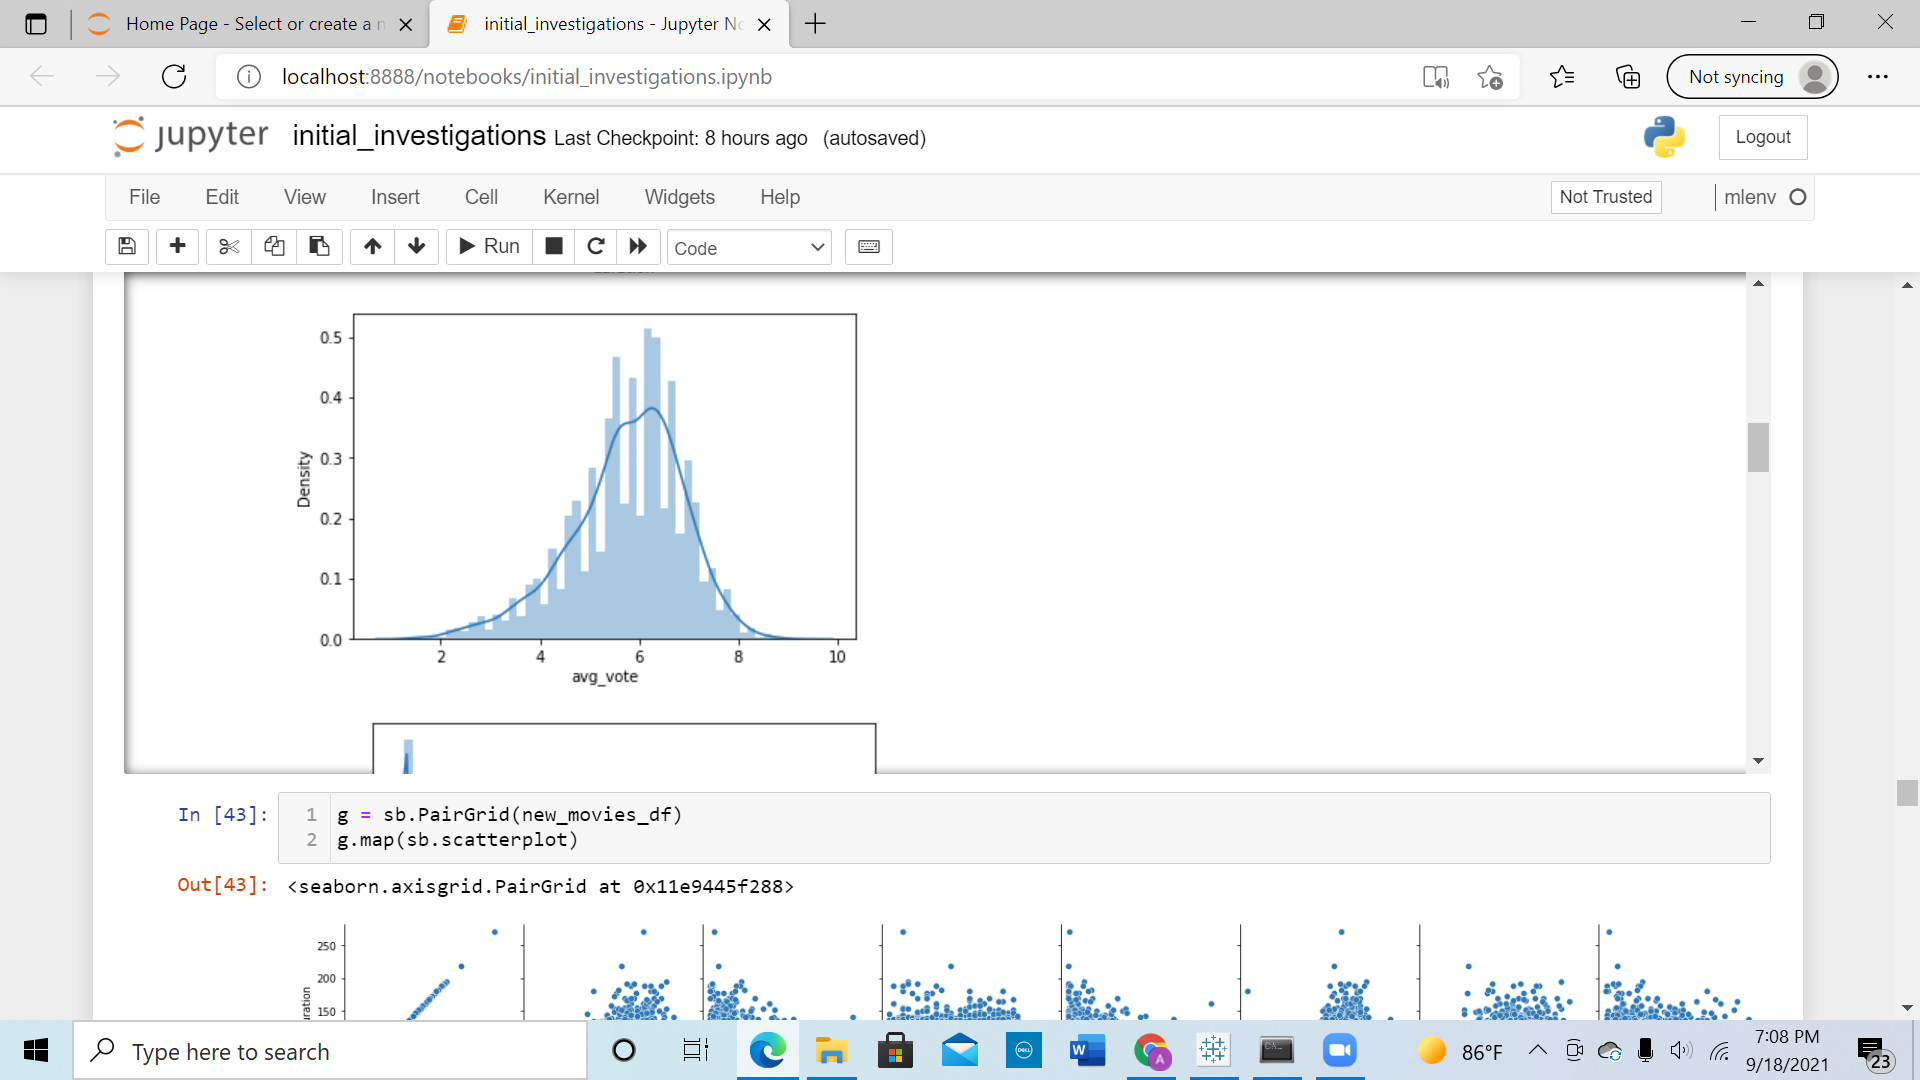 Home Page - Select or create a n
initial_investigations - Jupyter No
localhost:8888/notebooks/initial_investigations.ipynb
Not syncing
jupyter initial_investigations Last Checkpoint: 8 hours ago (autosaved)
Logout
File Edit View Insert Cell Kernel Widgets Help
Not Trusted
mlenv
Run
Code
0.5
0.4
0.3
0.2
0.1
0.0
Density
2 4 6 8 10
avg_vote
In [43]:
1 g = sb.PairGrid(new_movies_df)
2 g.map(sb.scatterplot)
Out[43]: <seaborn.axisgrid.PairGrid at 0x11e9445f288>
250
200
150
uration
Type here to search
DELL
W
A
C:\_
86°F
7:08 PM
9/18/2021
23